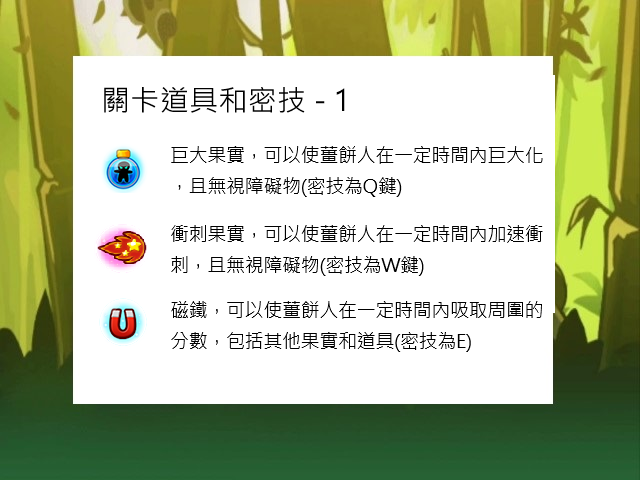 關卡道具和密技 - 1
巨大果實，可以使薑餅人在一定時間內巨大化
，且無視障礙物(密技為Q鍵)
衝刺果實，可以使薑餅人在一定時間內加速衝
刺，且無視障礙物(密技為W鍵)
磁鐵，可以使薑餅人在一定時間內吸取周圍的
分數，包括其他果實和道具(密技為E)